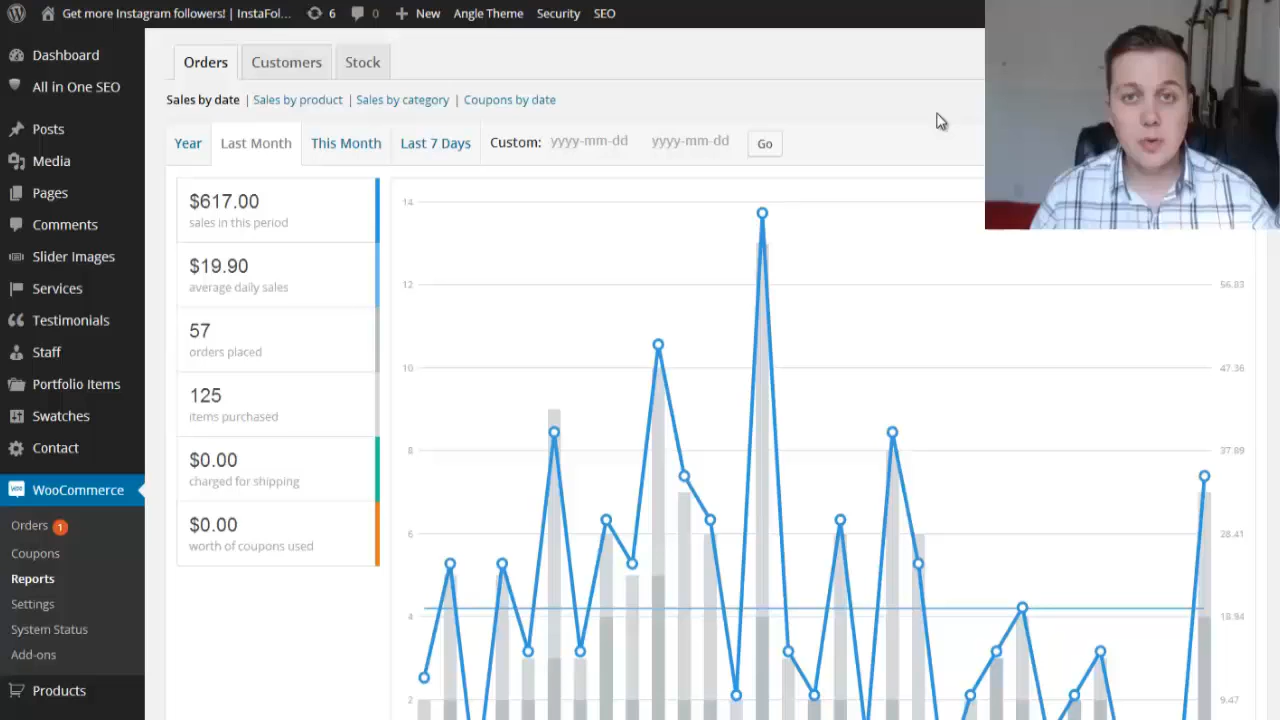 Get more Instagram followers! | InstaFol... 6 0 New Angle Theme Security SEO
Dashboard
All in One SEO
Posts
Media
Pages
Comments
Slider Images
Services
Testimonials
Staff
Portfolio Items
Swatches
Contact
woo WooCommerce
Orders 1
Coupons
Reports
Settings
System Status
Add-ons
Products
Orders Customers Stock
Sales by date | Sales by product | Sales by category | Coupons by date
Year Last Month This Month Last 7 Days Custom: yyyy-mm-dd yyyy-mm-dd Go
$617.00
sales in this period
$19.90
average daily sales
57
orders placed
125
items purchased
$0.00
charged for shipping
$0.00
worth of coupons used
14
12 56.83
10 47.36
8 37.89
6 28.41
4 18.94
2 9.47